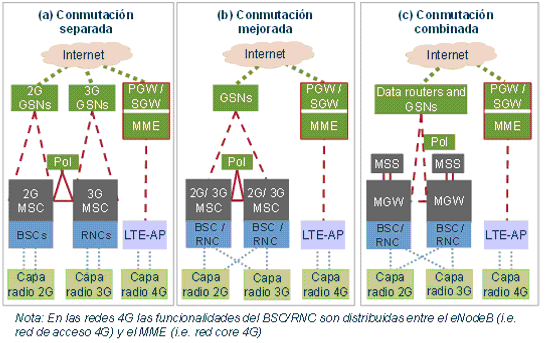 (a) Conmutación
separada
Internet
2G
GSNs
3G
GSNs
PGW /
SGW
MME
Pol
2G
MSC
3G
MSC
BSCs
RNCs
LTE-AP
Capa
radio 2G
Capa
radio 3G
Capa
radio 4G
(b) Conmutación
mejorada
Internet
GSNs
PGW /
SGW
MME
Pol
2G/ 3G
MSC
2G/ 3G
MSC
BSC /
RNC
BSC /
RNC
LTE-AP
Capa
radio 2G
Capa
radio 3G
Capa
radio 4G
(c) Conmutación
combinada
Internet
Data routers and
GSNs
PGW /
SGW
MME
Pol
MSS
MSS
MGW
MGW
BSC/
RNC
BSC /
RNC
LTE-AP
Capa
radio 2G
Capa
radio 3G
Capa
radio 4G
Nota: En las redes 4G las funcionalidades del BSC/RNC son distribuidas entre el eNodeB (i.e.
red de acceso 4G) y el MME (i.e. red core 4G)